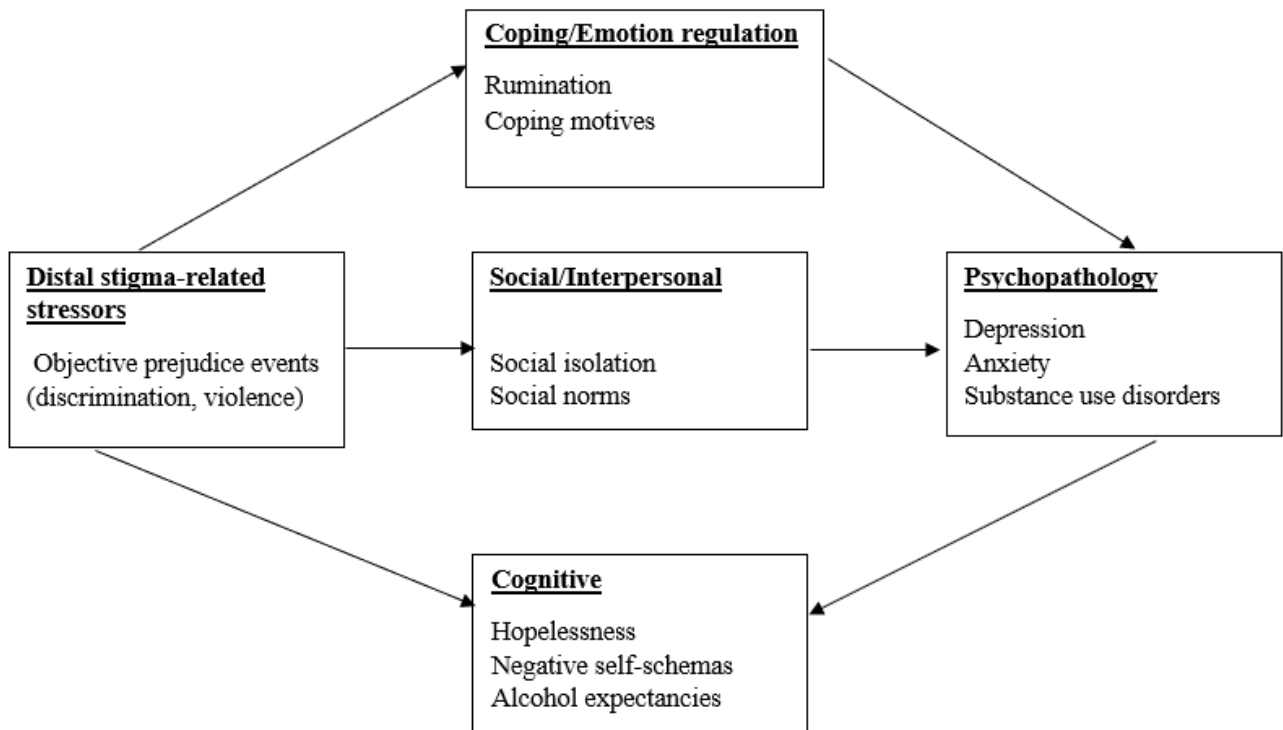 Coping/Emotion regulation
Rumination
Coping motives
Distal stigma-related
stressors
Objective prejudice events
(discrimination, violence)
Social/Interpersonal
Social isolation
Social norms
Psychopathology
Depression
Anxiety
Substance use disorders
Cognitive
Hopelessness
Negative self-schemas
Alcohol expectancies